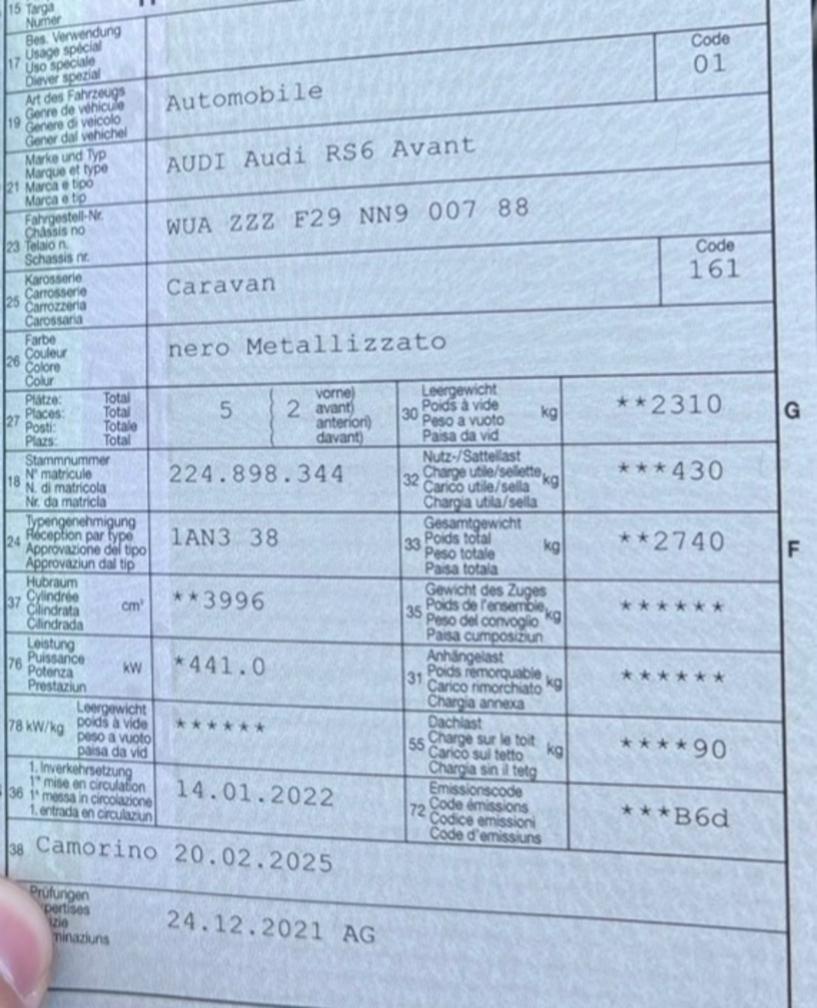 15 Targa
Numer
17 Bes. Verwendung
Usage spécial
Uso speciale
Diever spezial
19 Art des Fahrzeugs
Genre de véhicule
Genere di veicolo
Gener dal vehichel
Automobile
Code
01
21 Marke und Typ
Marque et type
Marca e tipo
Marca e tip
AUDI Audi RS6 Avant
23 Fahrgestell-Nr.
Châssis no
Telaio n.
Schassis nr.
WUA ZZZ F29 NN9 007 88
25 Karosserie
Carrosserie
Carrozzeria
Carossaria
Caravan
Code
161
26 Farbe
Couleur
Colore
Colur
nero Metallizzato
27 Plätze: Total
Places: Total
Posti: Totale
Plazs: Total
5
2
vorne)
avant)
anteriori)
davant)
30 Leergewicht
Poids à vide
Peso a vuoto
Paisa da vid
kg
**2310
G
18 Stammnummer
N° matricule
N. di matricola
Nr. da matricla
224.898.344
32 Nutz-/Sattellast
Charge utile/sellette
Carico utile/sella
Chargia utila/sella
kg
***430
24 Typengenehmigung
Réception par type
Approvazione del tipo
Approvaziun dal tip
1AN3 38
33 Gesamtgewicht
Poids total
Peso totale
Paisa totala
kg
**2740
F
37 Hubraum
Cylindrée
Cilindrata
Cilindrada
cm³
**3996
35 Gewicht des Zuges
Poids de l'ensemble
Peso del convoglio
Paisa cumposiziun
kg
******
76 Leistung
Puissance
Potenza
Prestaziun
kW
*441.0
31 Anhängelast
Poids remorquable
Carico rimorchiato
Chargia annexa
kg
******
78 kW/kg
Leergewicht
poids à vide
peso a vuoto
paisa da vid
******
55 Dachlast
Charge sur le toit
Carico sul tetto
Chargia sin il tetg
kg
****90
36 1. Inverkehrsetzung
1re mise en circulation
1a messa in circolazione
1. entrada en circulaziun
14.01.2022
72 Emissionscode
Code émissions
Codice emissioni
Code d'emissiuns
***B6d
38 Camorino 20.02.2025
Prüfungen
24.12.2021 AG